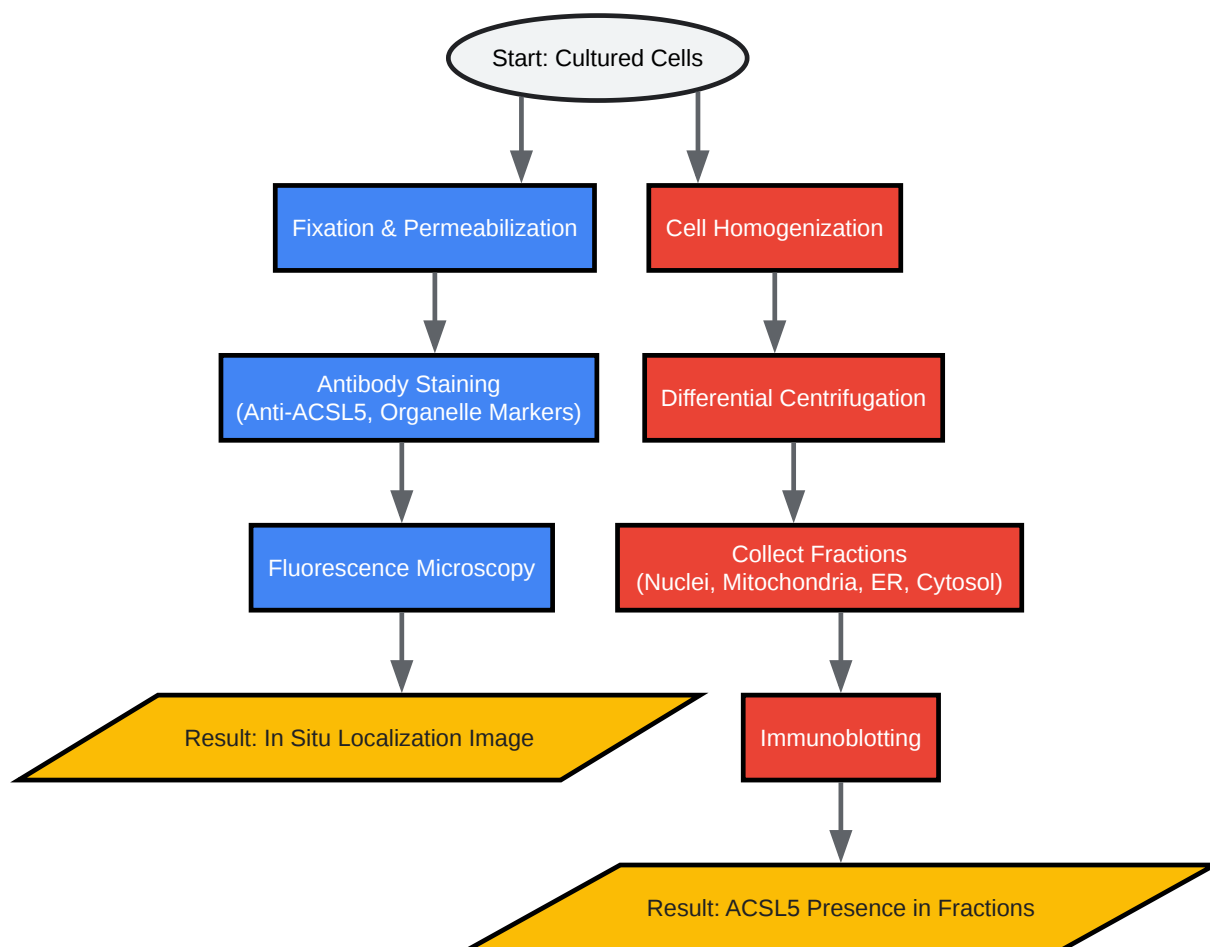 Start: Cultured Cells
Fixation & Permeabilization
Cell Homogenization
Antibody Staining
(Anti-ACSL5, Organelle Markers)
Differential Centrifugation
Fluorescence Microscopy
Collect Fractions
(Nuclei, Mitochondria, ER, Cytosol)
Result: In Situ Localization Image
Immunoblotting
Result: ACSL5 Presence in Fractions